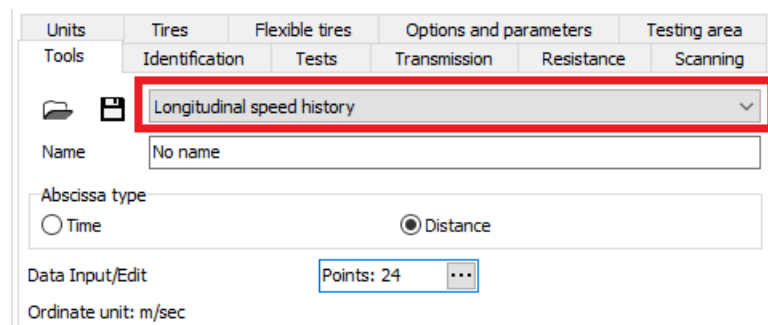 Units Tires Flexible tires Options and parameters Testing area
Tools Identification Tests Transmission Resistance Scanning
Longitudinal speed history
Name No name
Abscissa type
Time Distance
Data Input/Edit Points: 24 ...
Ordinate unit: m/sec